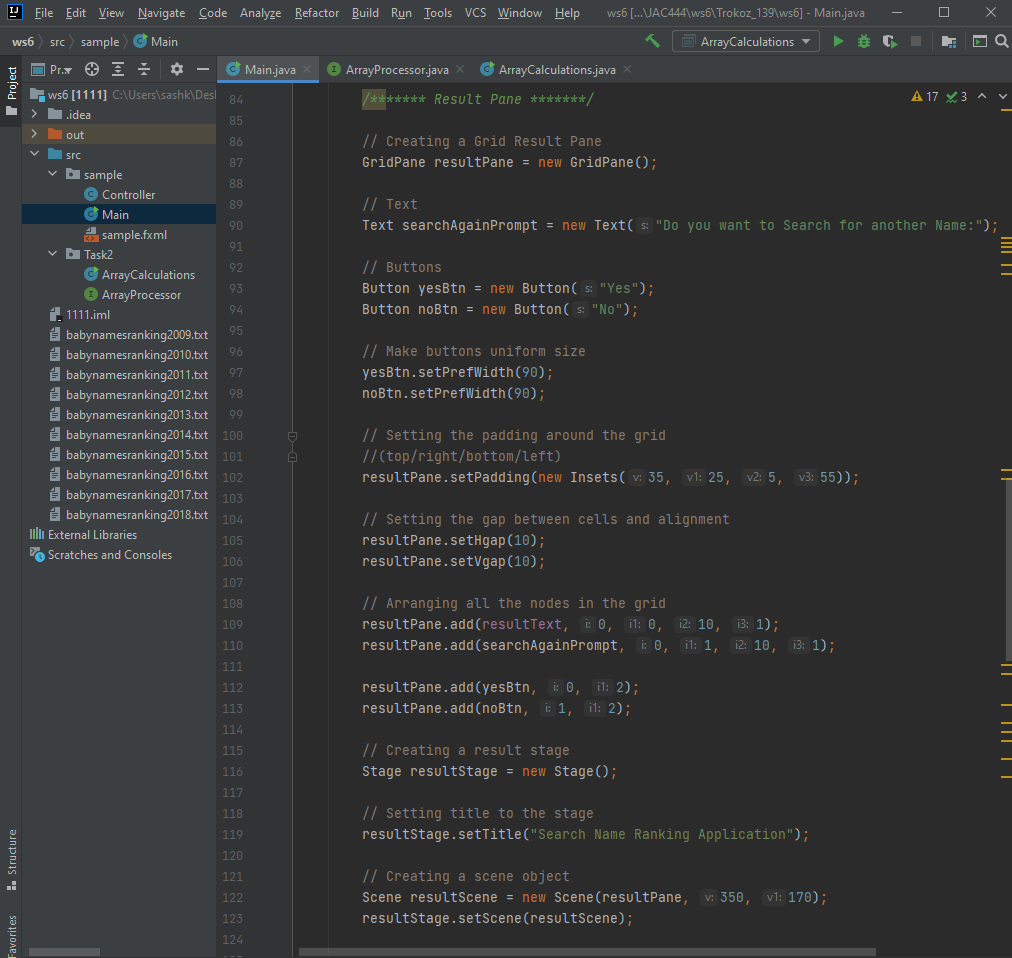 File Edit View Navigate Code Analyze Refactor Build Run Tools VCS Window Help ws6 [...\JAC444\ws6\Trokoz_139\ws6] - Main.java
ws6 src sample Main ArrayCalculations
Project
Pr... Main.java ArrayProcessor.java ArrayCalculations.java
ws6 [1111] C:\Users\sashk\Des
.idea
out
src
sample
Controller
Main
sample.fxml
Task2
ArrayCalculations
ArrayProcessor
1111.iml
babynamesranking2009.txt
babynamesranking2010.txt
babynamesranking2011.txt
babynamesranking2012.txt
babynamesranking2013.txt
babynamesranking2014.txt
babynamesranking2015.txt
babynamesranking2016.txt
babynamesranking2017.txt
babynamesranking2018.txt
External Libraries
Scratches and Consoles
Structure
Favorites
17 3
84 /******* Result Pane *******/
85
86 // Creating a Grid Result Pane
87 GridPane resultPane = new GridPane();
88
89 // Text
90 Text searchAgainPrompt = new Text( s: "Do you want to Search for another Name:");
91
92 // Buttons
93 Button yesBtn = new Button( s: "Yes");
94 Button noBtn = new Button( s: "No");
95
96 // Make buttons uniform size
97 yesBtn.setPrefWidth(90);
98 noBtn.setPrefWidth(90);
99
100 // Setting the padding around the grid
101 //(top/right/bottom/left)
102 resultPane.setPadding(new Insets( v: 35, v1: 25, v2: 5, v3: 55));
103
104 // Setting the gap between cells and alignment
105 resultPane.setHgap(10);
106 resultPane.setVgap(10);
107
108 // Arranging all the nodes in the grid
109 resultPane.add(resultText, i: 0, i1: 0, i2: 10, i3: 1);
110 resultPane.add(searchAgainPrompt, i: 0, i1: 1, i2: 10, i3: 1);
111
112 resultPane.add(yesBtn, i: 0, i1: 2);
113 resultPane.add(noBtn, i: 1, i1: 2);
114
115 // Creating a result stage
116 Stage resultStage = new Stage();
117
118 // Setting title to the stage
119 resultStage.setTitle("Search Name Ranking Application");
120
121 // Creating a scene object
122 Scene resultScene = new Scene(resultPane, v: 350, v1: 170);
123 resultStage.setScene(resultScene);
124